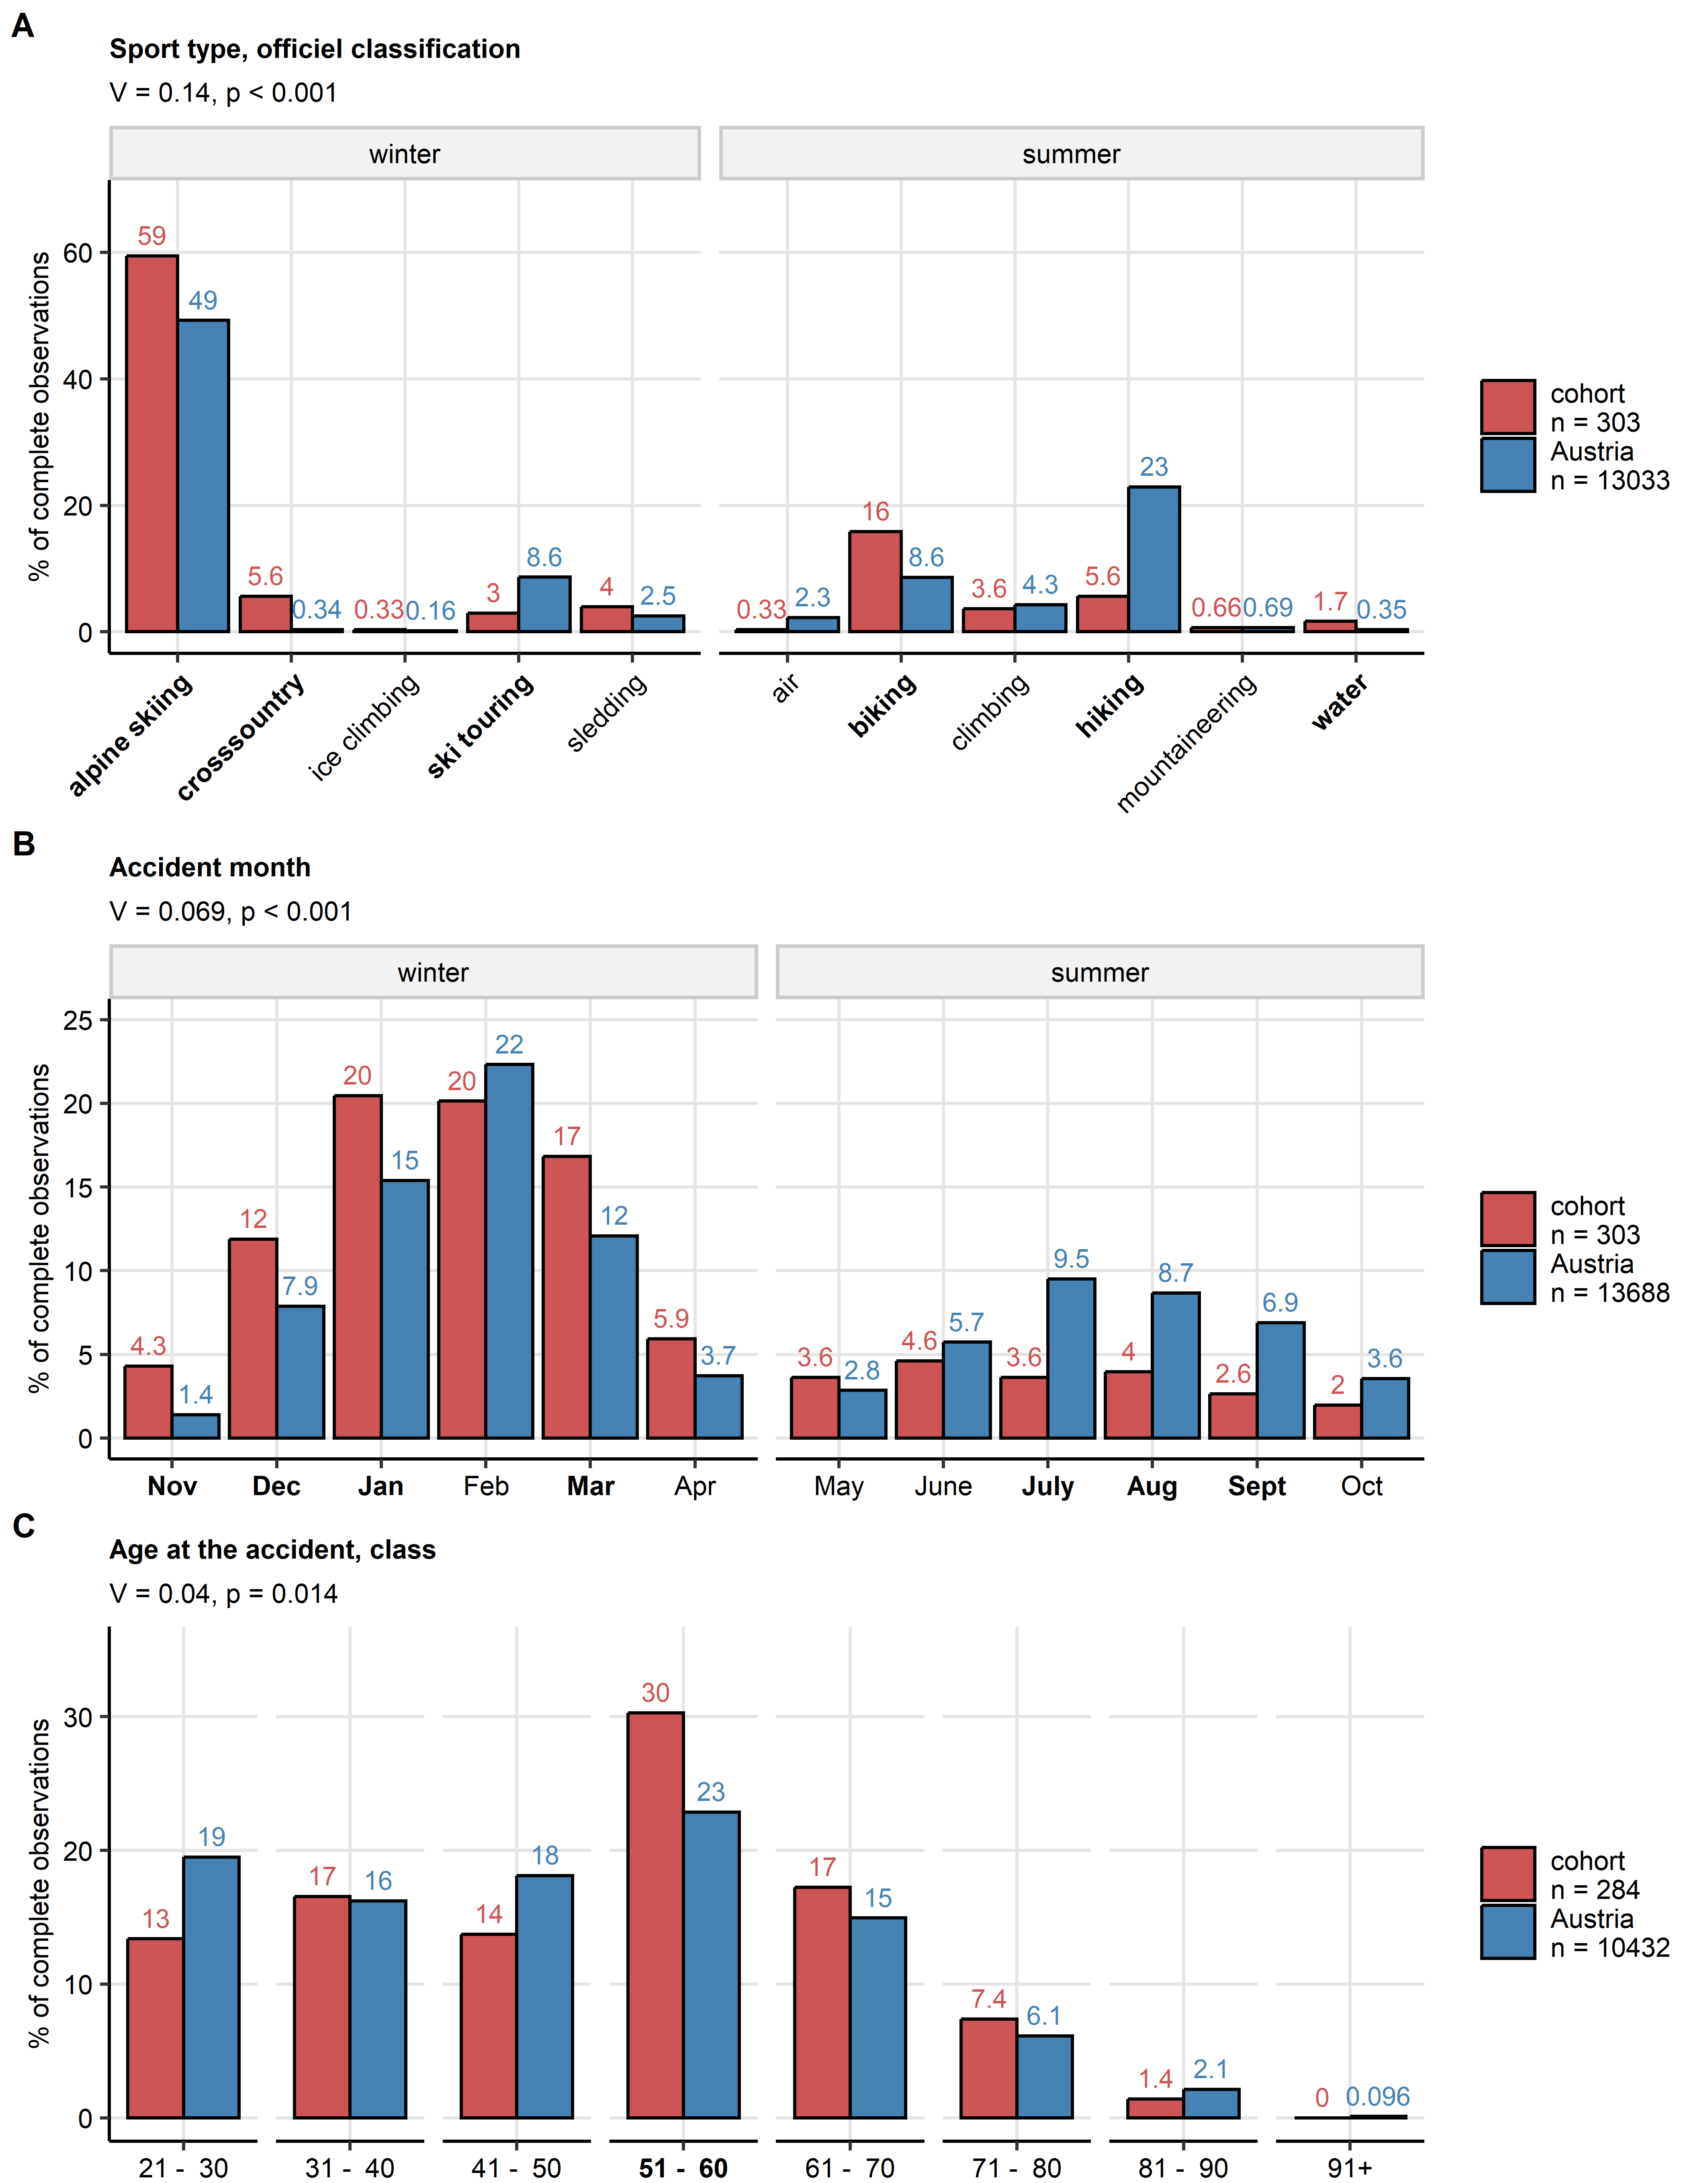 A
Sport type, officiel classification
V = 0.14, p < 0.001
winter
summer
% of complete observations
60
40
20
0
59
49
5.6
0.34
0.33
0.16
3
8.6
4
2.5
0.33
2.3
16
8.6
3.6
4.3
5.6
23
0.66
0.69
1.7
0.35
alpine skiing
crosssountry
ice climbing
ski touring
sledding
air
biking
climbing
hiking
mountaineering
water
cohort
n = 303
Austria
n = 13033
B
Accident month
V = 0.069, p < 0.001
winter
summer
% of complete observations
25
20
15
10
5
0
4.3
1.4
12
7.9
20
15
20
22
17
12
5.9
3.7
3.6
2.8
4.6
5.7
3.6
9.5
4
8.7
2.6
6.9
2
3.6
Nov
Dec
Jan
Feb
Mar
Apr
May
June
July
Aug
Sept
Oct
cohort
n = 303
Austria
n = 13688
C
Age at the accident, class
V = 0.04, p = 0.014
% of complete observations
30
20
10
0
13
19
17
16
14
18
30
23
17
15
7.4
6.1
1.4
2.1
0
0.096
21 - 30
31 - 40
41 - 50
51 - 60
61 - 70
71 - 80
81 - 90
91+
cohort
n = 284
Austria
n = 10432